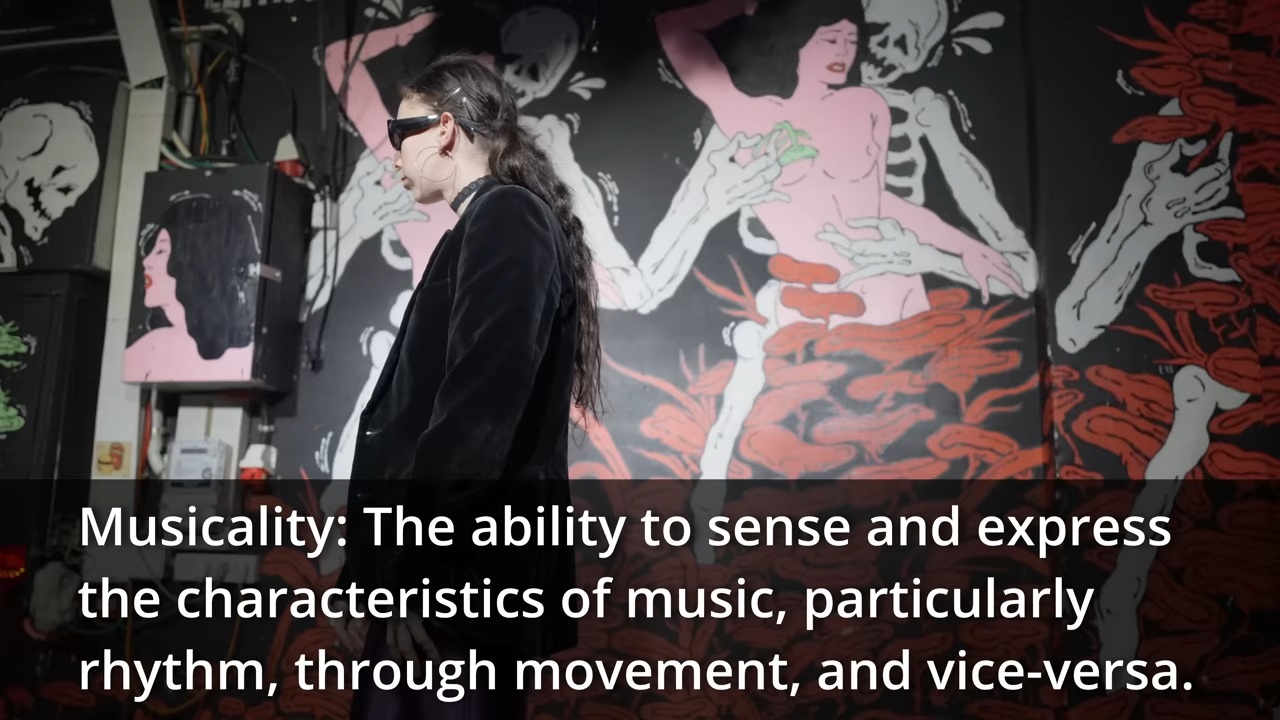 Musicality: The ability to sense and express
the characteristics of music, particularly
rhythm, through movement, and vice-versa.